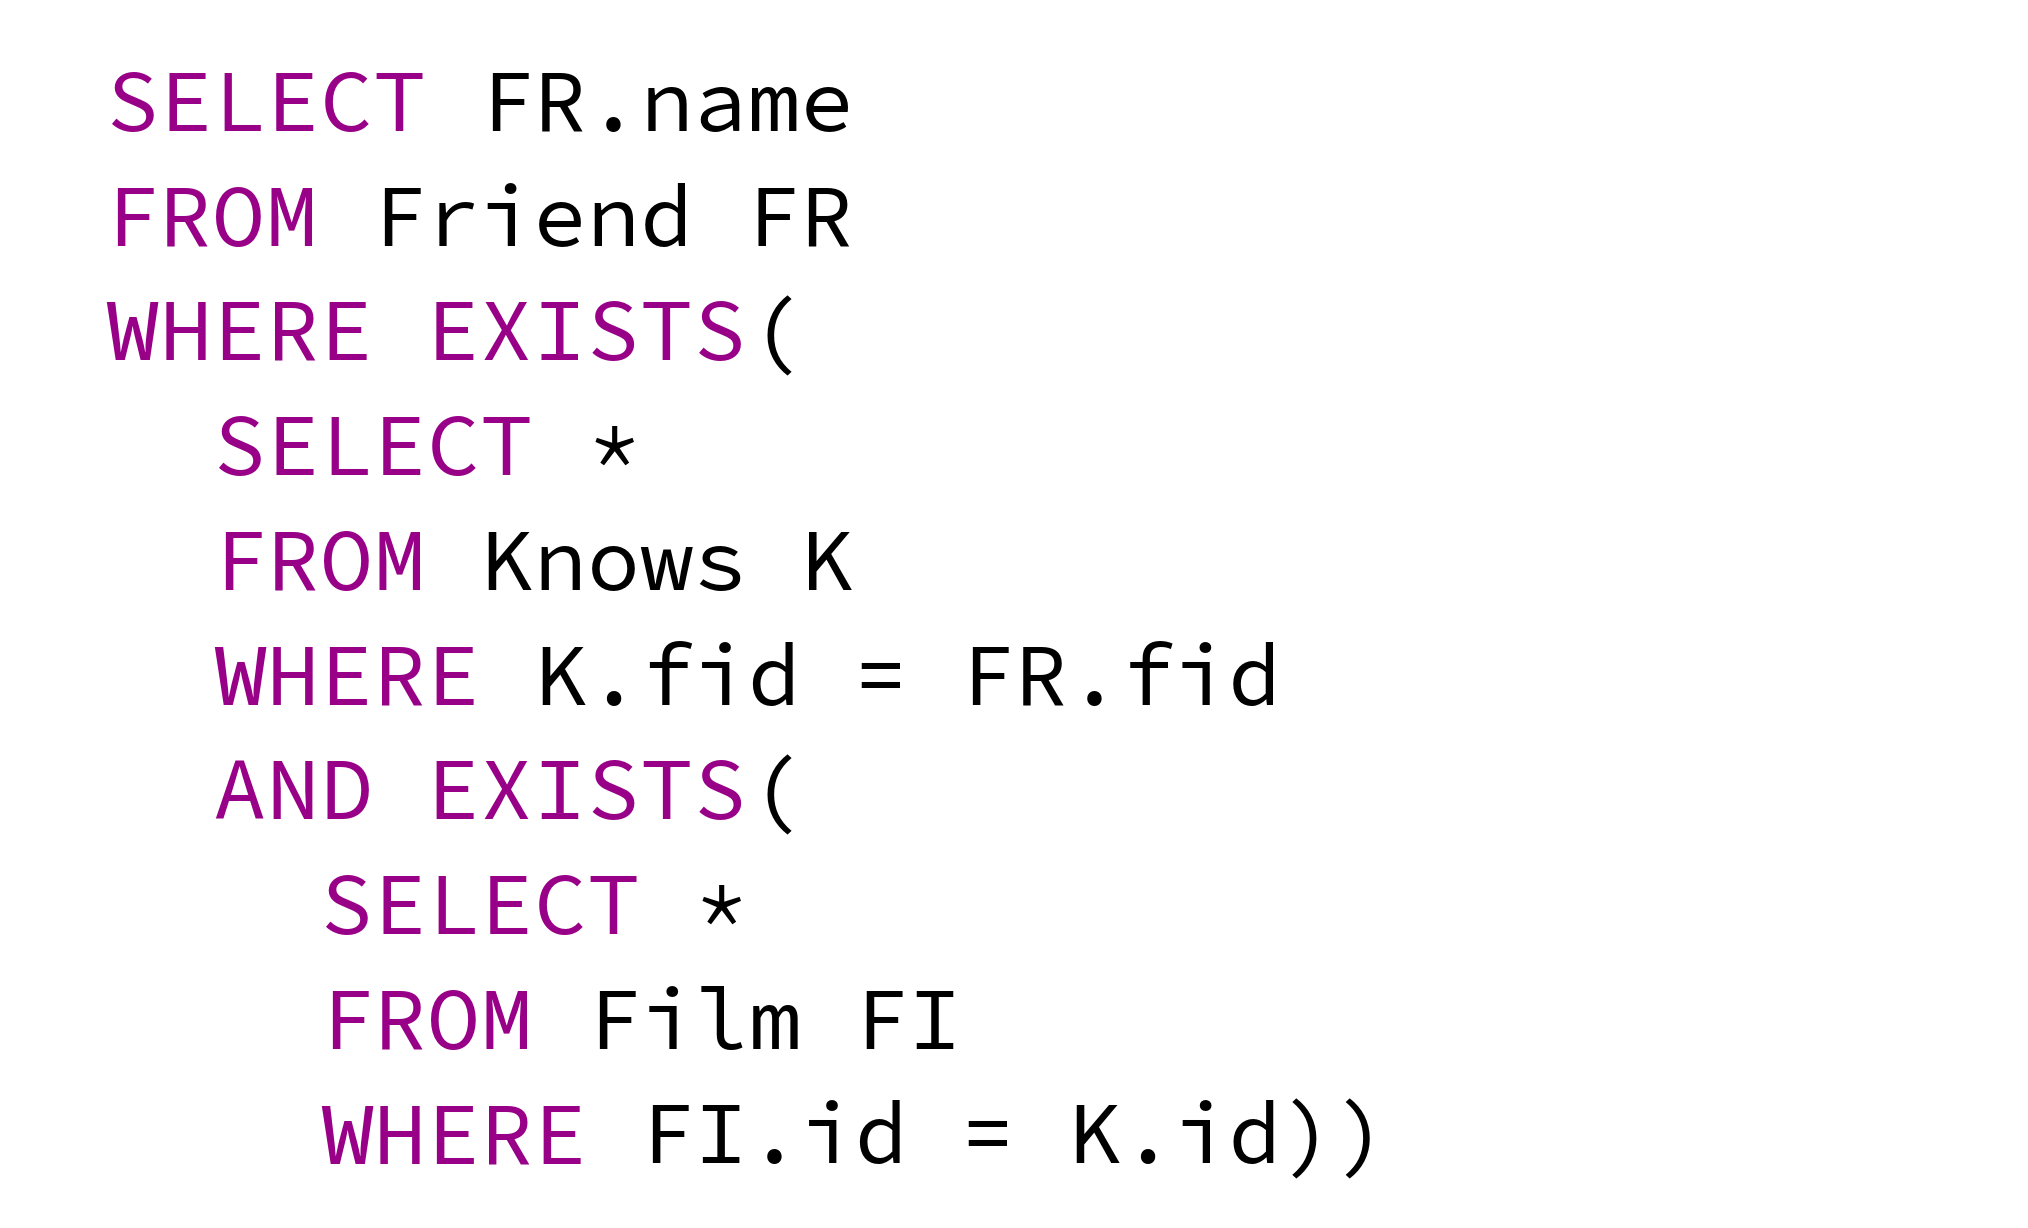 SELECT FR.name
FROM Friend FR
WHERE EXISTS(
SELECT *
FROM Knows K
WHERE K.fid = FR.fid
AND EXISTS(
SELECT *
FROM Film FI
WHERE FI.id = K.id))